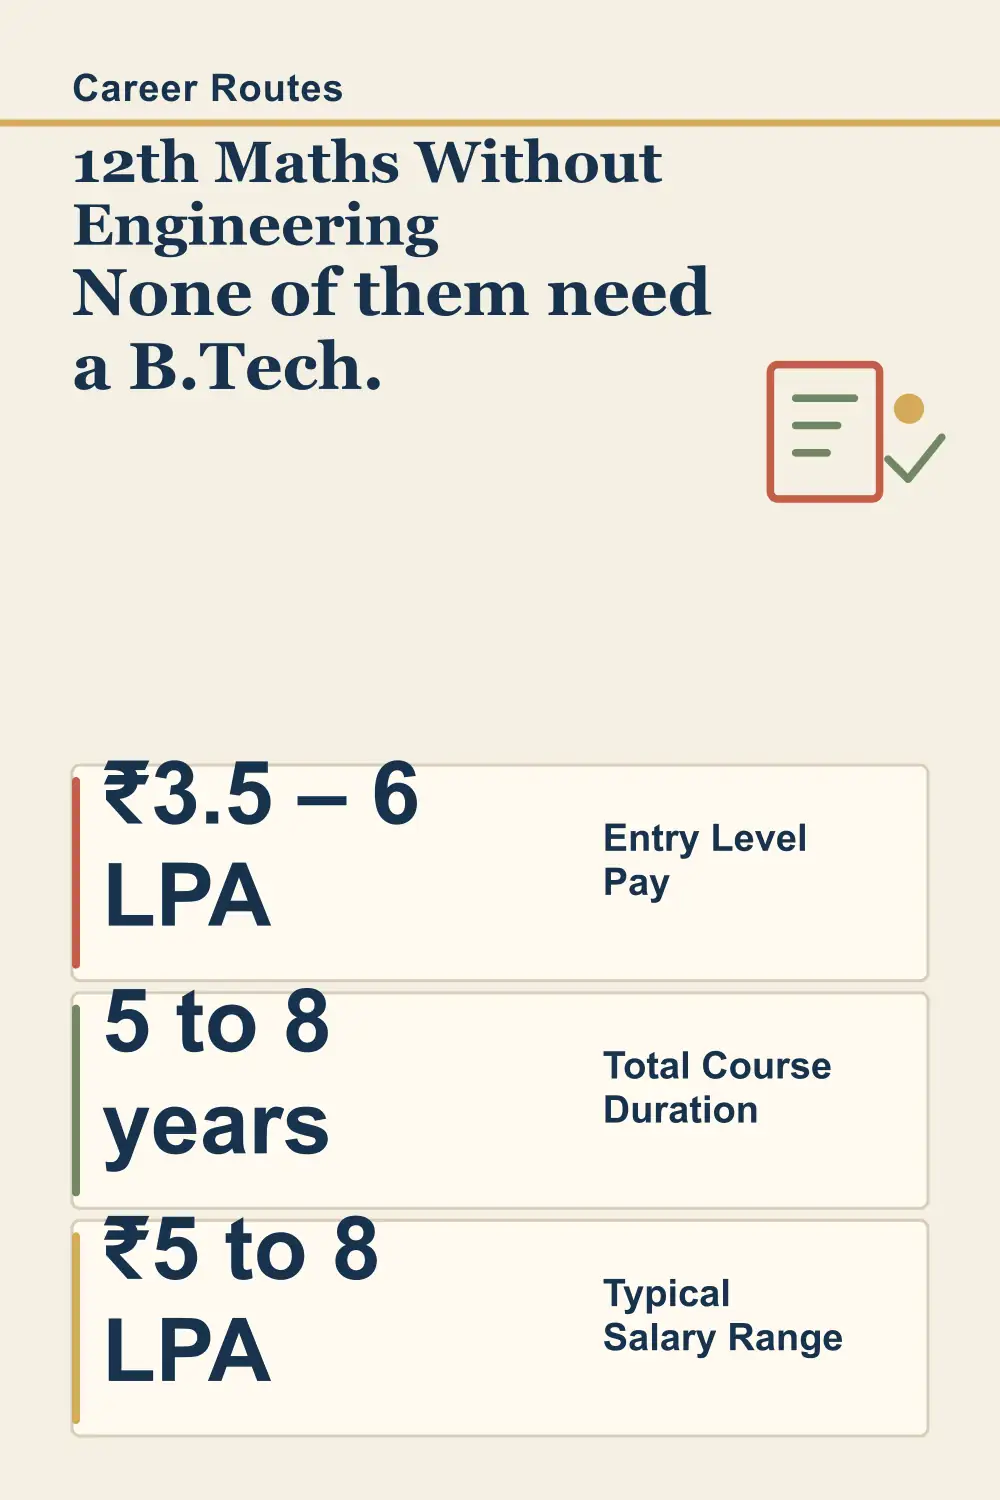 Career Routes
12th Maths Without
Engineering
None of them need
a B.Tech.
₹3.5 – 6
LPA
Entry Level
Pay
5 to 8
years
Total Course
Duration
₹5 to 8
LPA
Typical
Salary Range